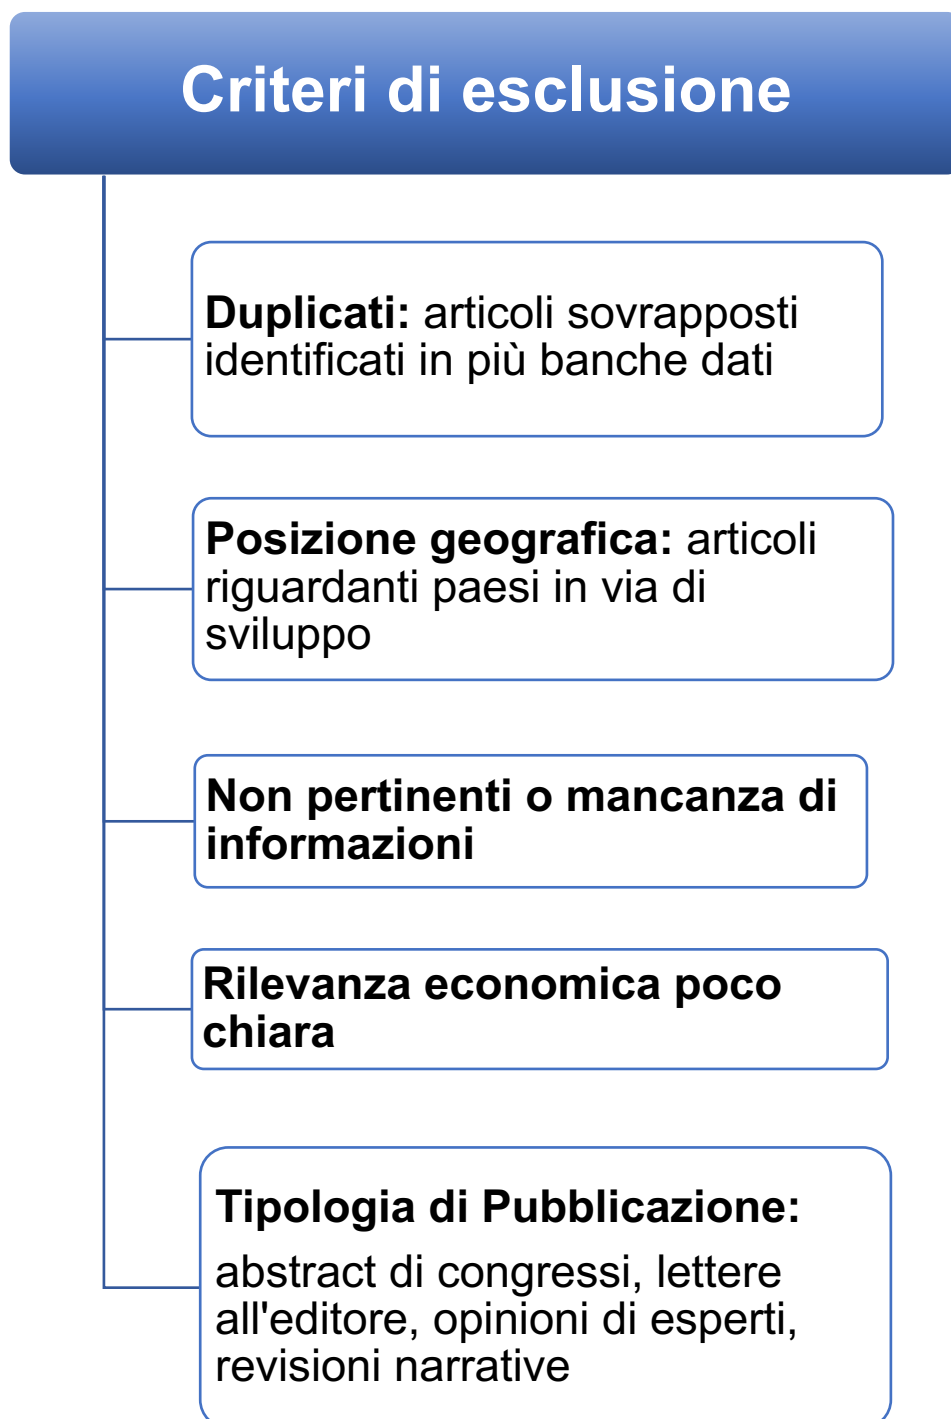 Criteri di esclusione
Duplicati: articoli sovrapposti
identificati in più banche dati
Posizione geografica: articoli
riguardanti paesi in via di
sviluppo
Non pertinenti o mancanza di
informazioni
Rilevanza economica poco
chiara
Tipologia di Pubblicazione:
abstract di congressi, lettere
all'editore, opinioni di esperti,
revisioni narrative